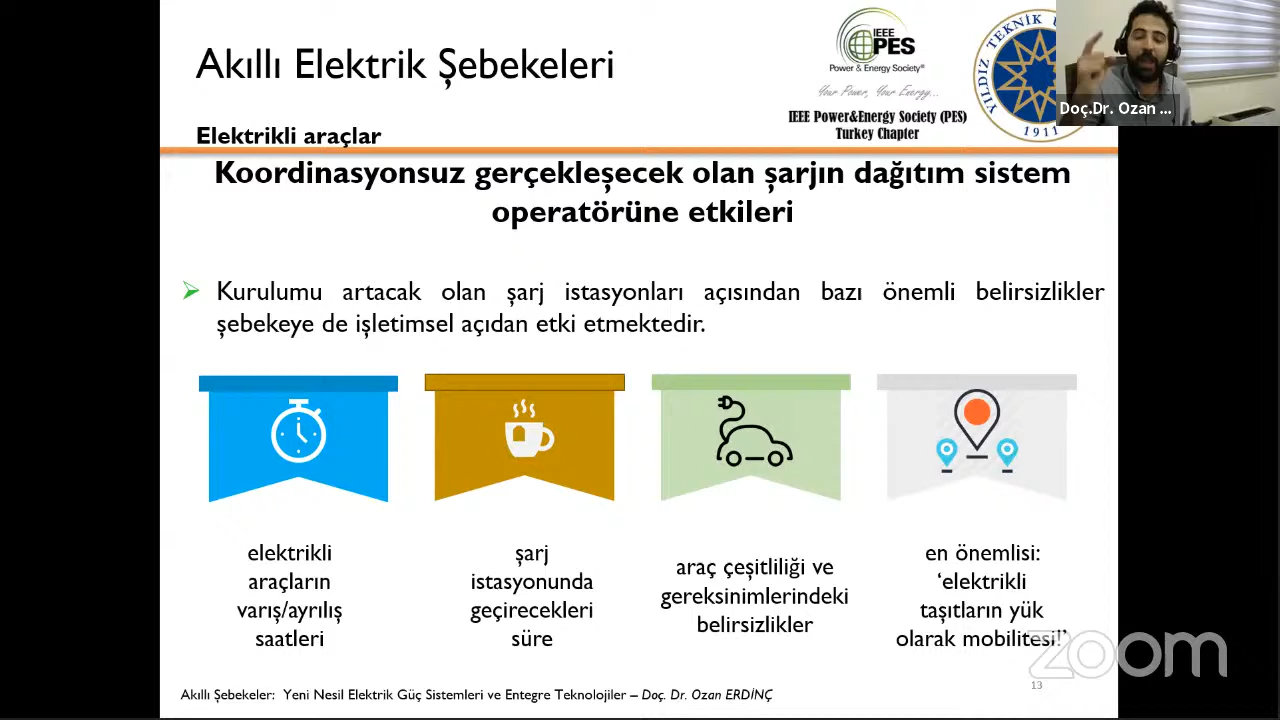 Akıllı Elektrik Şebekeleri
IEEE
PES
Power & Energy Society®
Your Power, Your Energy...
IEEE Power&Energy Society (PES)
Turkey Chapter
YILDIZ TEKNİK Ü
1911
Doç.Dr. Ozan ...
Elektrikli araçlar
Koordinasyonsuz gerçekleşecek olan şarjın dağıtım sistem
operatörüne etkileri
Kurulumu artacak olan şarj istasyonları açısından bazı önemli belirsizlikler
şebekeye de işletimsel açıdan etki etmektedir.
elektrikli
araçların
varış/ayrılış
saatleri
şarj
istasyonunda
geçirecekleri
süre
araç çeşitliliği ve
gereksinimlerindeki
belirsizlikler
en önemlisi:
‘elektrikli
taşıtların yük
olarak mobilitesi!’
zoom
13
Akıllı Şebekeler: Yeni Nesil Elektrik Güç Sistemleri ve Entegre Teknolojiler – Doç. Dr. Ozan ERDİNÇ